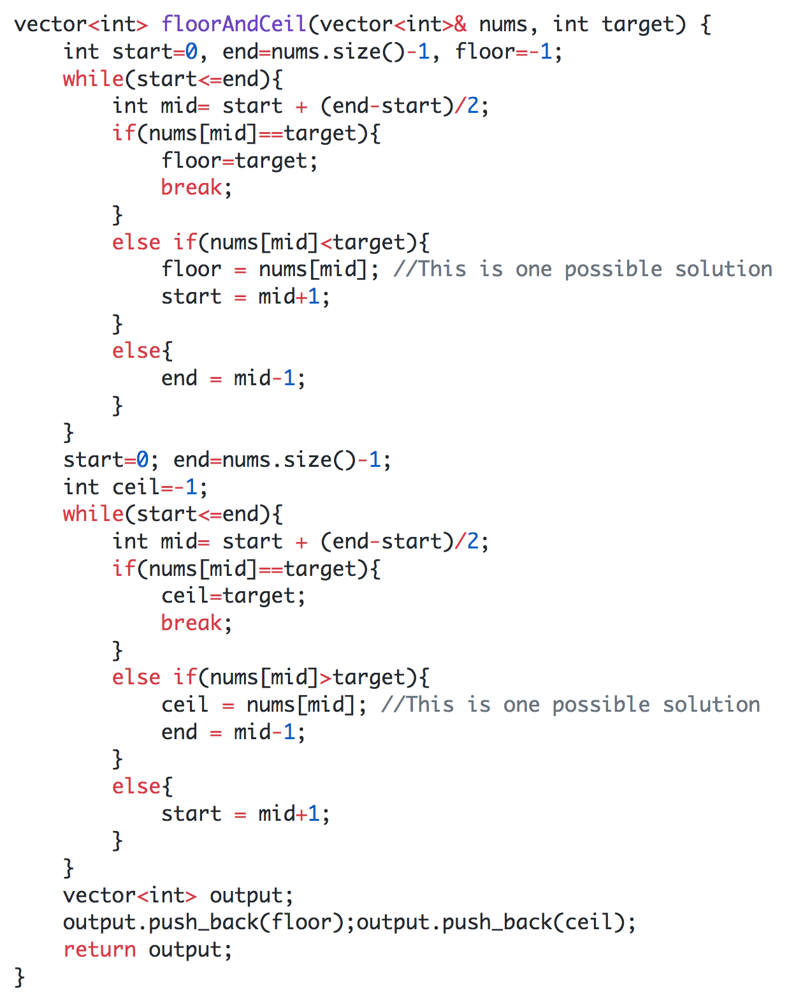 vector<int> floorAndCeil(vector<int>& nums, int target) {
    int start=0, end=nums.size()-1, floor=-1;
    while(start<=end){
        int mid= start + (end-start)/2;
        if(nums[mid]==target){
            floor=target;
            break;
        }
        else if(nums[mid]<target){
            floor = nums[mid]; //This is one possible solution
            start = mid+1;
        }
        else{
            end = mid-1;
        }
    }
    start=0; end=nums.size()-1;
    int ceil=-1;
    while(start<=end){
        int mid= start + (end-start)/2;
        if(nums[mid]==target){
            ceil=target;
            break;
        }
        else if(nums[mid]>target){
            ceil = nums[mid]; //This is one possible solution
            end = mid-1;
        }
        else{
            start = mid+1;
        }
    }
    vector<int> output;
    output.push_back(floor);output.push_back(ceil);
    return output;
}